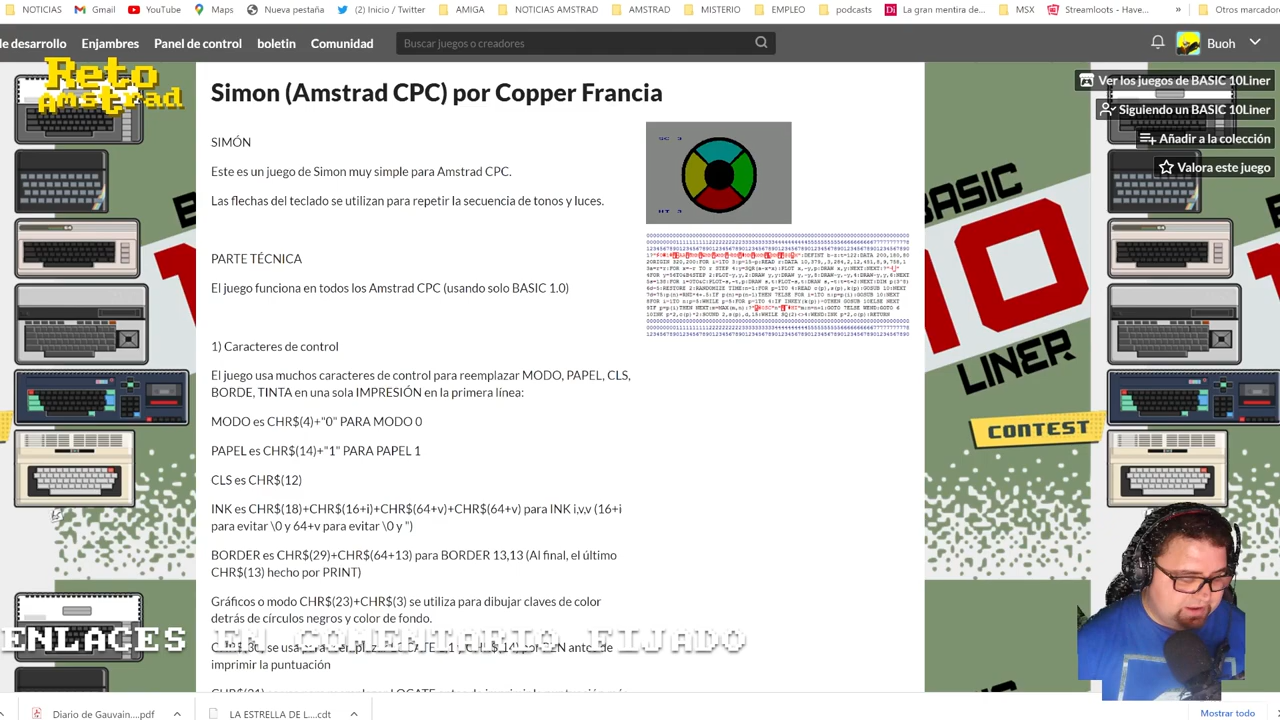 NOTICIAS
Gmail
YouTube
Maps
Nueva pestaña
(2) Inicio / Twitter
AMIGA
NOTICIAS AMSTRAD
AMSTRAD
MISTERIO
EMPLEO
podcasts
La gran mentira de...
MSX
Streamloots - Have...
»
Otros marcador
de desarrollo
Enjambres
Panel de control
boletin
Comunidad
Buscar juegos o creadores
Buoh
Reto
Amstrad
Ver los juegos de BASIC 10Liner
Siguiendo un BASIC 10Liner
Añadir a la colección
Valora este juego
Simon (Amstrad CPC) por Copper Francia
SIMÓN
Este es un juego de Simon muy simple para Amstrad CPC.
Las flechas del teclado se utilizan para repetir la secuencia de tonos y luces.
PARTE TÉCNICA
El juego funciona en todos los Amstrad CPC (usando solo BASIC 1.0)
1) Caracteres de control
El juego usa muchos caracteres de control para reemplazar MODO, PAPEL, CLS,
BORDE, TINTA en una sola IMPRESIÓN en la primera línea:
MODO es CHR$(4)+"0" PARA MODO 0
PAPEL es CHR$(14)+"1" PARA PAPEL 1
CLS es CHR$(12)
INK es CHR$(18)+CHR$(16+i)+CHR$(64+v)+CHR$(64+v) para INK i,v,v (16+i
para evitar \0 y 64+v para evitar \0 y ")
BORDER es CHR$(29)+CHR$(64+13) para BORDER 13,13 (Al final, el último
CHR$(13) hecho por PRINT)
Gráficos o modo CHR$(23)+CHR$(3) se utiliza para dibujar claves de color
detrás de círculos negros y color de fondo.
imprimir la puntuación
ENLACES EN COMENTARIO FIJADO
BASIC
10
LINER
CONTEST
Diario de Gauvain....pdf
LA ESTRELLA DE L....cdt
Mostrar todo